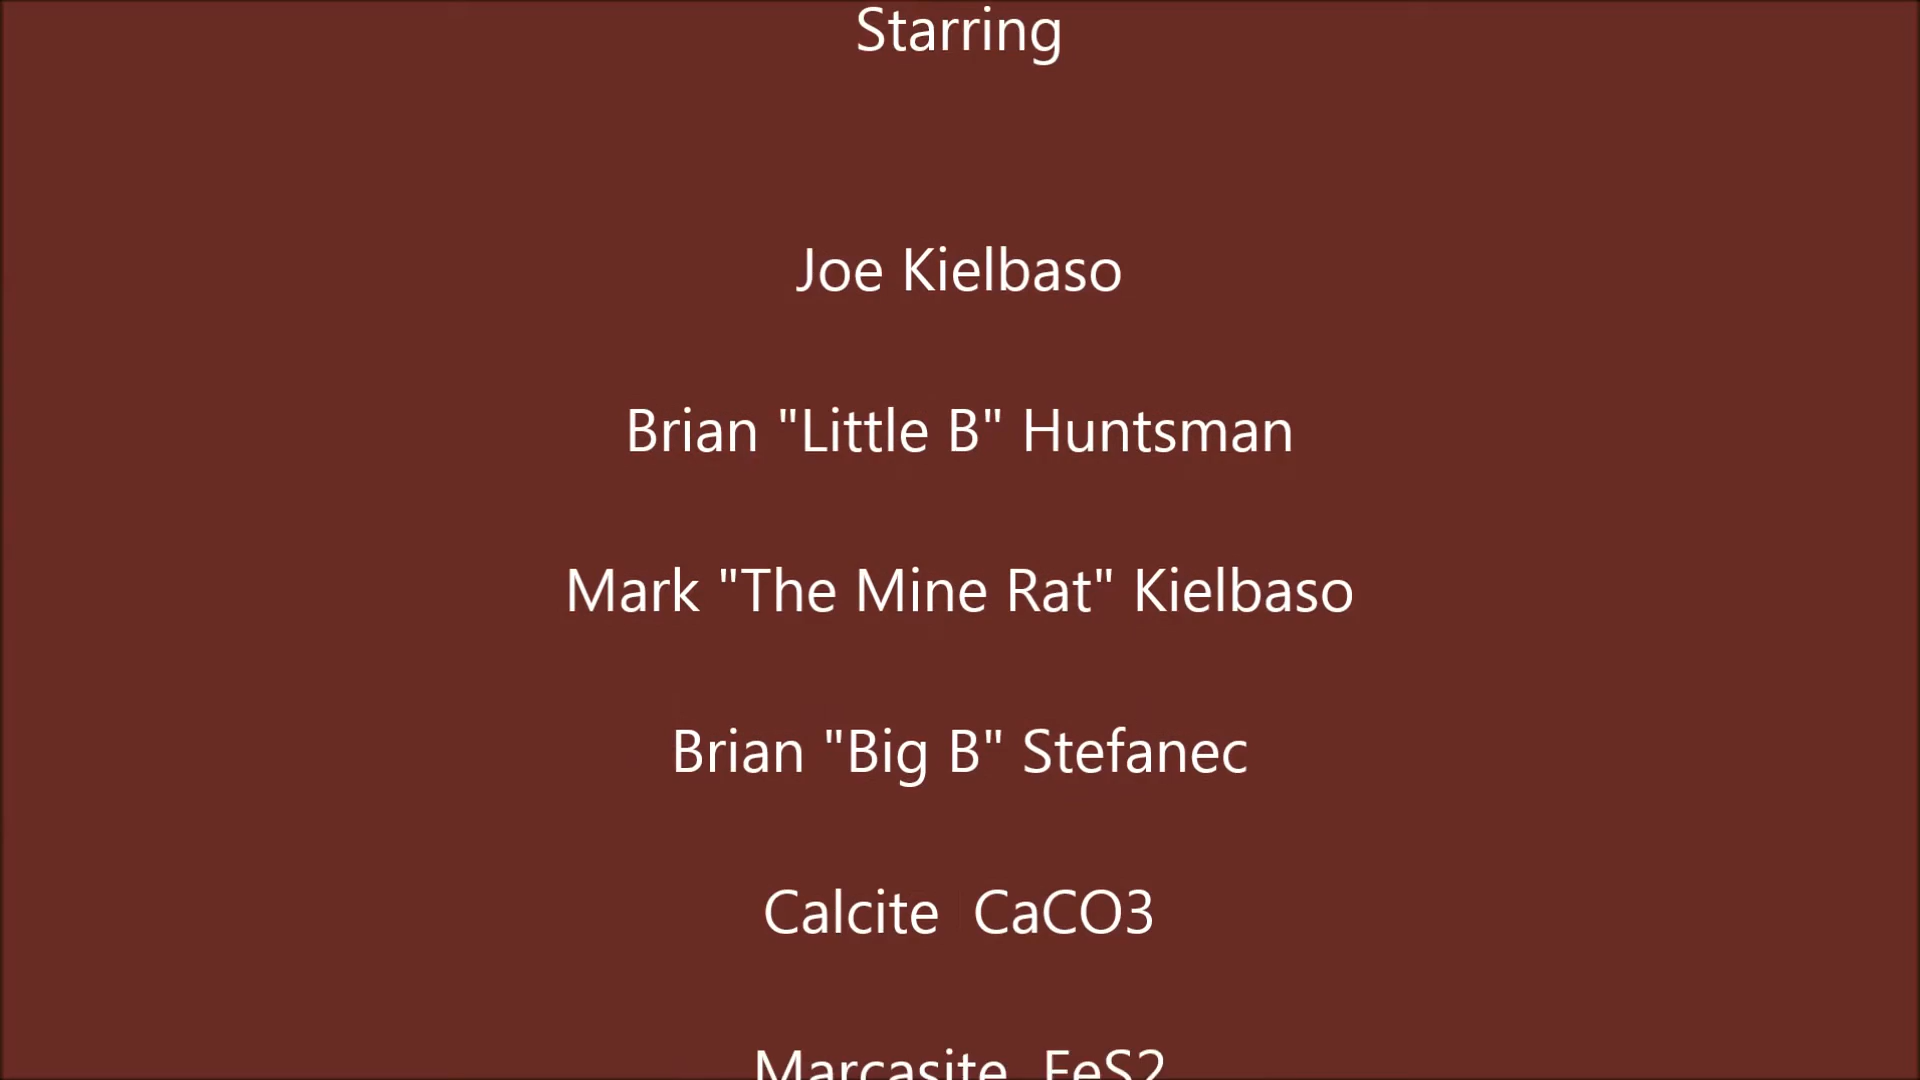 Starring
Joe Kielbaso
Brian "Little B" Huntsman
Mark "The Mine Rat" Kielbaso
Brian "Big B" Stefanec
Calcite  CaCO3
Marcasite  FeS2